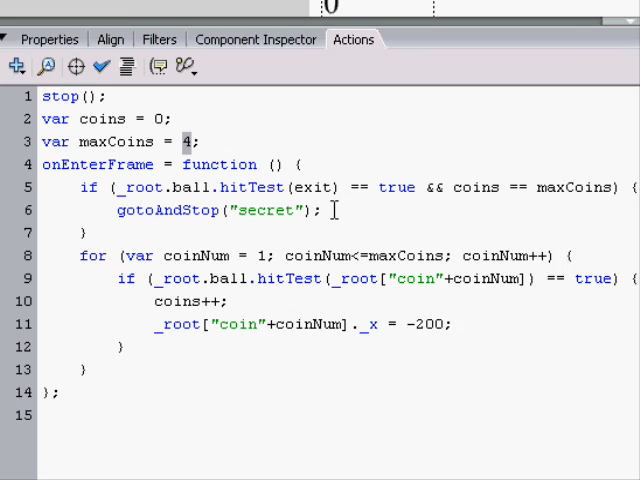 0
Properties Align Filters Component Inspector Actions
1 stop();
2 var coins = 0;
3 var maxCoins = 4;
4 onEnterFrame = function () {
5 if (_root.ball.hitTest(exit) == true && coins == maxCoins) {
6 gotoAndStop("secret");
7 }
8 for (var coinNum = 1; coinNum<=maxCoins; coinNum++) {
9 if (_root.ball.hitTest(_root["coin"+coinNum]) == true) {
10 coins++;
11 _root["coin"+coinNum]._x = -200;
12 }
13 }
14 };
15